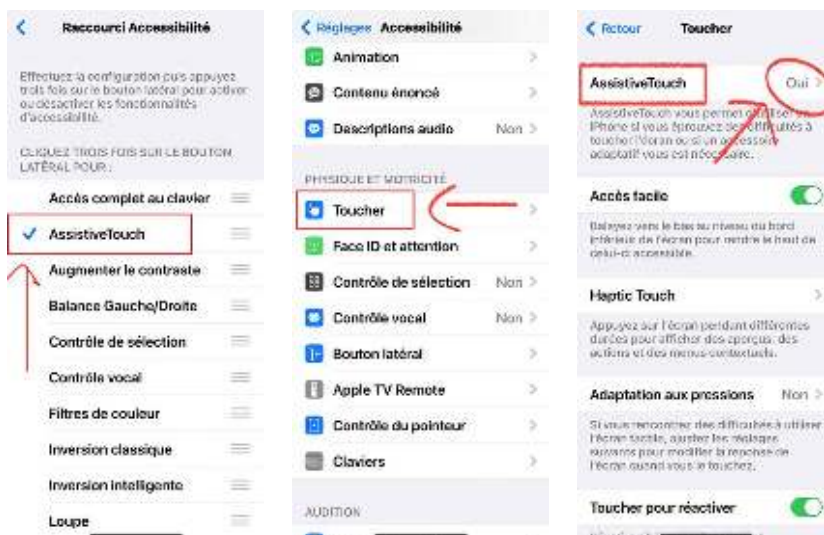 Raccourci Accessibilité
Effectuez la configuration puis appuyez
trois fois sur le bouton latéral pour activer
ou désactiver les fonctionnalités
d'accessibilité.
CLIQUEZ TROIS FOIS SUR LE BOUTON
LATÉRAL POUR :
Accès complet au clavier
AssistiveTouch
Augmenter le contraste
Balance Gauche/Droite
Contrôle de sélection
Contrôle vocal
Filtres de couleur
Inversion classique
Inversion intelligente
Loupe
Réglages Accessibilité
Animation
Contenu énoncé
Descriptions audio Non
PHYSIQUE ET MOTRICITÉ
Toucher
Face ID et attention
Contrôle de sélection Non
Contrôle vocal Non
Bouton latéral
Apple TV Remote
Contrôle du pointeur
Claviers
AUDITION
Retour Toucher
AssistiveTouch Oui
AssistiveTouch vous permet d'utiliser un
iPhone si vous éprouvez des difficultés à
toucher l'écran ou si un accessoire
adaptatif vous est nécessaire.
Accès facile
Balayez vers le bas au niveau du bord
inférieur de l'écran pour rendre le haut de
celui-ci accessible.
Haptic Touch
Appuyez sur l'écran pendant différentes
durées pour afficher des aperçus, des
actions et des menus contextuels.
Adaptation aux pressions Non
Si vous rencontrez des difficultés à utiliser
l'écran tactile, ajustez les réglages
suivants pour modifier la réponse de
l'écran quand vous le touchez.
Toucher pour réactiver